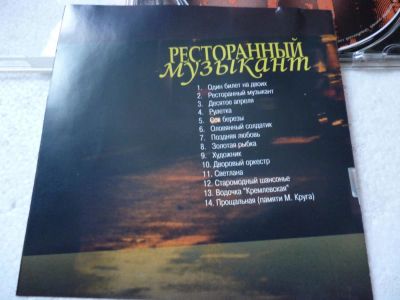 РЕСТОРАННЫЙ
музыкант
1. Один билет на двоих
2. Ресторанный музыкант
3. Десятое апреля
4. Рулетка
5. Сок березы
6. Оловянный солдатик
7. Поздняя любовь
8. Золотая рыбка
9. Художник
10. Дворовый оркестр
11. Светлана
12. Старомодный шансонье
13. Водочка "Кремлевская"
14. Прощальная (памяти М. Круга)